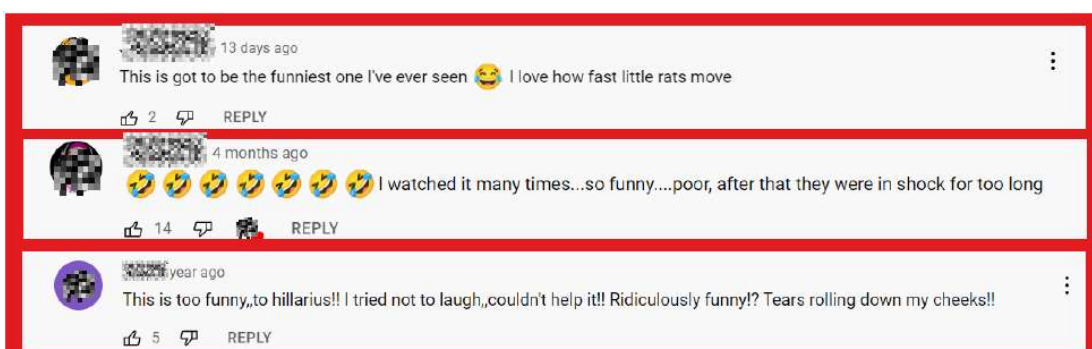 13 days ago
This is got to be the funniest one I've ever seen 😂 I love how fast little rats move
2 REPLY
4 months ago
🤣 🤣 🤣 🤣 🤣 🤣 🤣 I watched it many times...so funny....poor, after that they were in shock for too long
14 REPLY
year ago
This is too funny,,to hillarius!! I tried not to laugh,,couldn't help it!! Ridiculously funny!? Tears rolling down my cheeks!!
5 REPLY